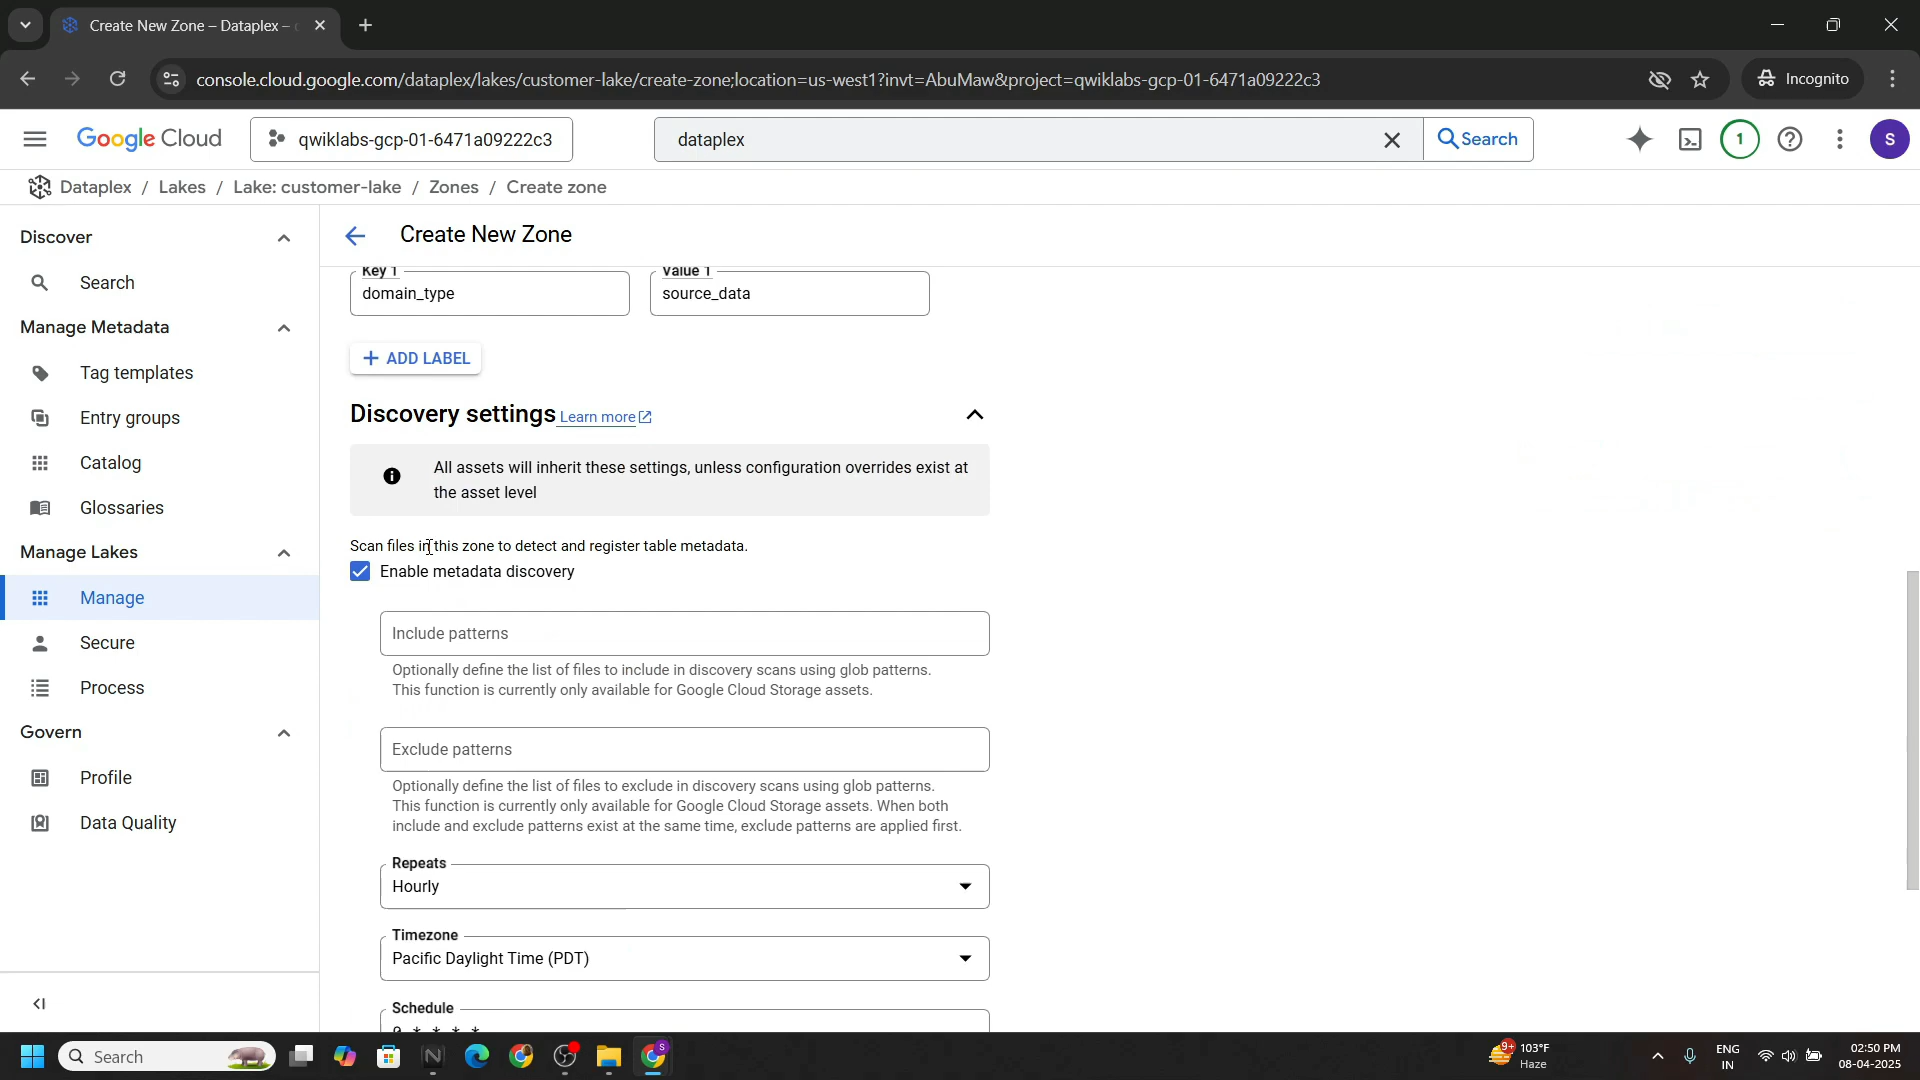 Create New Zone – Dataplex –
console.cloud.google.com/dataplex/lakes/customer-lake/create-zone;location=us-west1?invt=AbuMaw&project=qwiklabs-gcp-01-6471a09222c3
Incognito
Google Cloud
qwiklabs-gcp-01-6471a09222c3
dataplex
Search
1
S
Dataplex / Lakes / Lake: customer-lake / Zones / Create zone
Discover
Search
Manage Metadata
Tag templates
Entry groups
Catalog
Glossaries
Manage Lakes
Manage
Secure
Process
Govern
Profile
Data Quality
Create New Zone
Key 1
domain_type
Value 1
source_data
+ ADD LABEL
Discovery settings Learn more
All assets will inherit these settings, unless configuration overrides exist at
the asset level
Scan files in this zone to detect and register table metadata.
Enable metadata discovery
Include patterns
Optionally define the list of files to include in discovery scans using glob patterns.
This function is currently only available for Google Cloud Storage assets.
Exclude patterns
Optionally define the list of files to exclude in discovery scans using glob patterns.
This function is currently only available for Google Cloud Storage assets. When both
include and exclude patterns exist at the same time, exclude patterns are applied first.
Repeats
Hourly
Timezone
Pacific Daylight Time (PDT)
Schedule
0 * * * *
Search
9+
103°F
Haze
ENG
IN
02:50 PM
08-04-2025